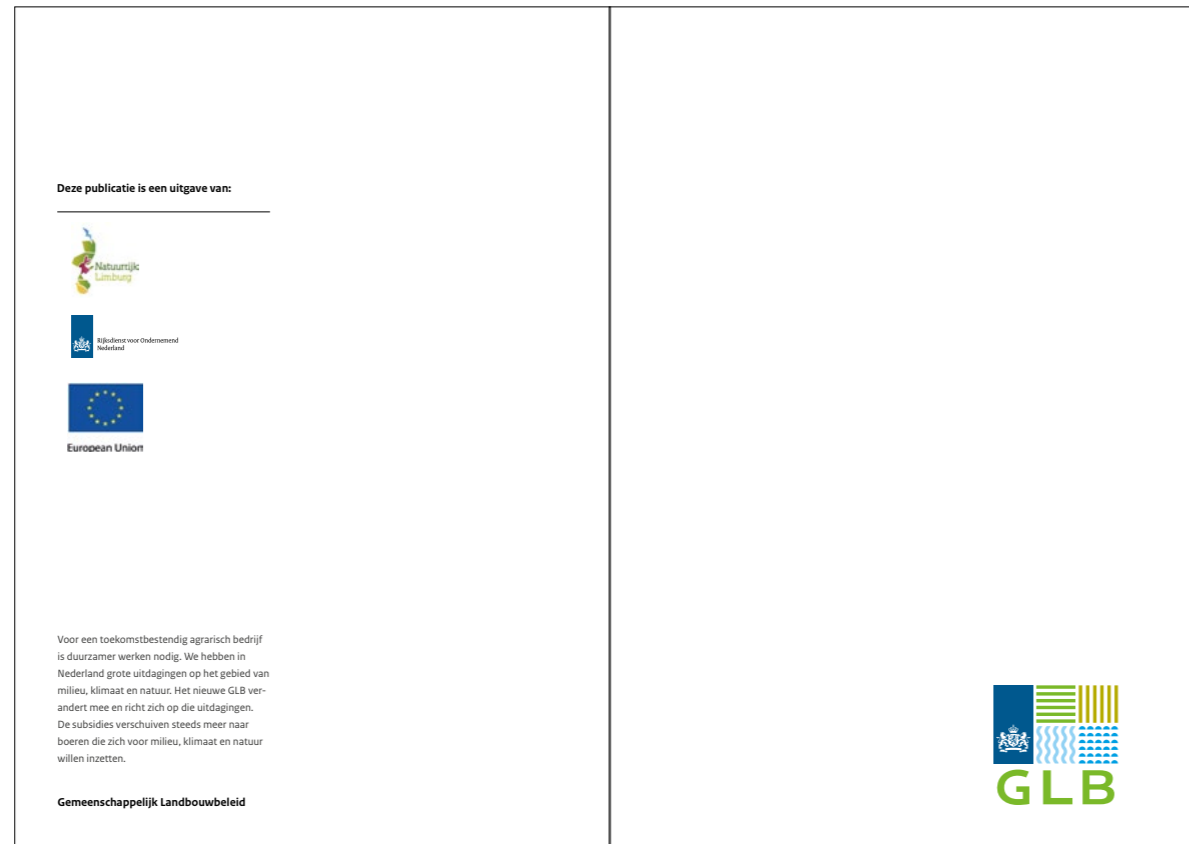 Deze publicatie is een uitgave van:
Natuurrijk
Limburg
Rijksdienst voor Ondernemend
Nederland
European Union
Voor een toekomstbestendig agrarisch bedrijf
is duurzamer werken nodig. We hebben in
Nederland grote uitdagingen op het gebied van
milieu, klimaat en natuur. Het nieuwe GLB ver-
andert mee en richt zich op die uitdagingen.
De subsidies verschuiven steeds meer naar
boeren die zich voor milieu, klimaat en natuur
willen inzetten.
Gemeenschappelijk Landbouwbeleid
GLB